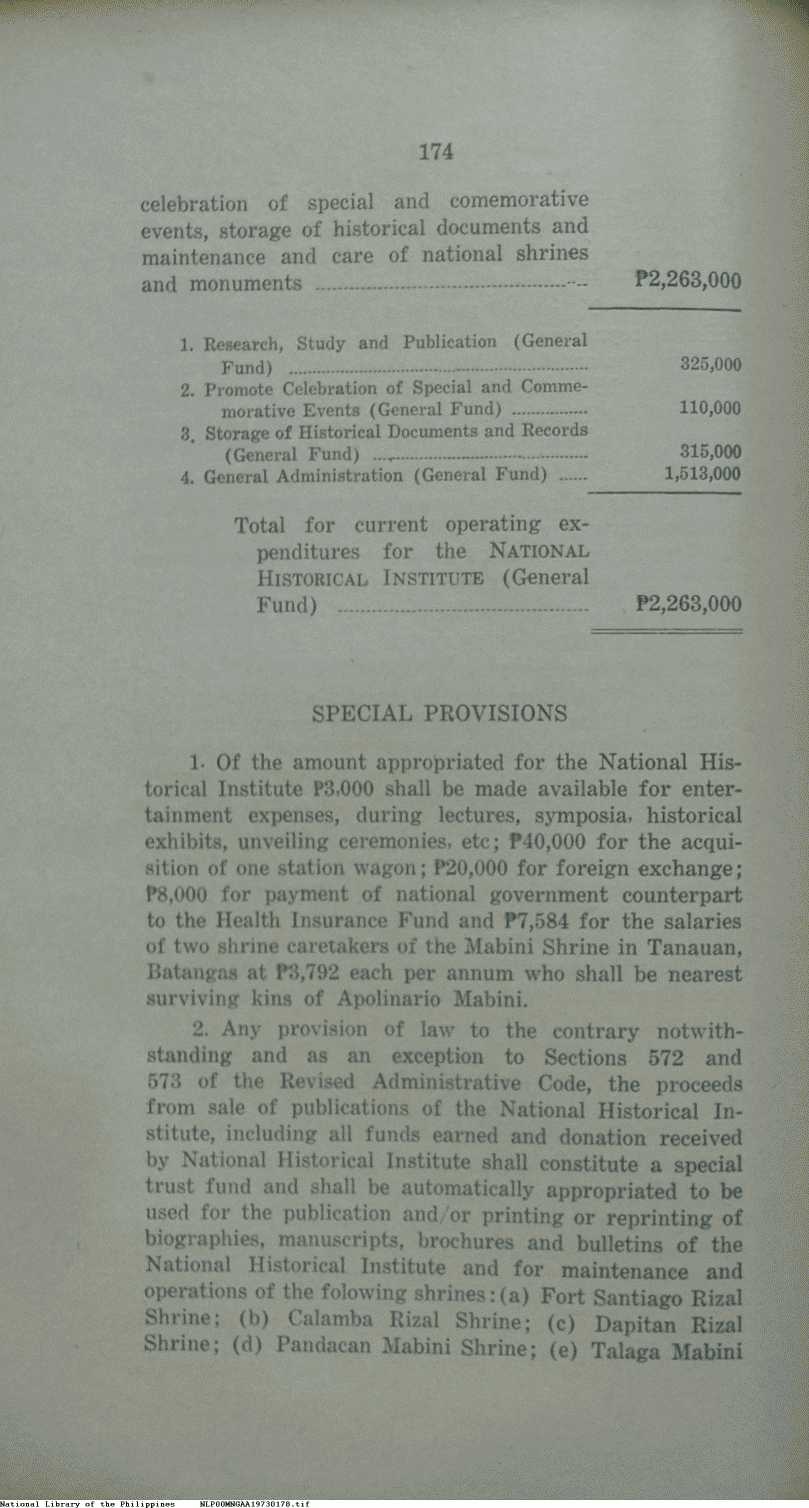 174
celebration of special and comemorative
events, storage of historical documents and
maintenance and care of national shrines
and monuments ........................................ ₱2,263,000
1. Research, Study and Publication (General
Fund) ........................................ 325,000
2. Promote Celebration of Special and Comme-
morative Events (General Fund) ................ 110,000
3. Storage of Historical Documents and Records
(General Fund) ........................................ 315,000
4. General Administration (General Fund) ...... 1,513,000
Total for current operating ex-
penditures for the NATIONAL
HISTORICAL INSTITUTE (General
Fund) ........................................ ₱2,263,000
SPECIAL PROVISIONS
1. Of the amount appropriated for the National His-
torical Institute ₱3,000 shall be made available for enter-
tainment expenses, during lectures, symposia, historical
exhibits, unveiling ceremonies, etc; ₱40,000 for the acqui-
sition of one station wagon; ₱20,000 for foreign exchange;
₱8,000 for payment of national government counterpart
to the Health Insurance Fund and ₱7,584 for the salaries
of two shrine caretakers of the Mabini Shrine in Tanauan,
Batangas at ₱3,792 each per annum who shall be nearest
surviving kins of Apolinario Mabini.
2. Any provision of law to the contrary notwith-
standing and as an exception to Sections 572 and
573 of the Revised Administrative Code, the proceeds
from sale of publications of the National Historical In-
stitute, including all funds earned and donation received
by National Historical Institute shall constitute a special
trust fund and shall be automatically appropriated to be
used for the publication and/or printing or reprinting of
biographies, manuscripts, brochures and bulletins of the
National Historical Institute and for maintenance and
operations of the folowing shrines: (a) Fort Santiago Rizal
Shrine; (b) Calamba Rizal Shrine; (c) Dapitan Rizal
Shrine; (d) Pandacan Mabini Shrine; (e) Talaga Mabini
National Library of the Philippines NLP00MNGAA19730178.tif